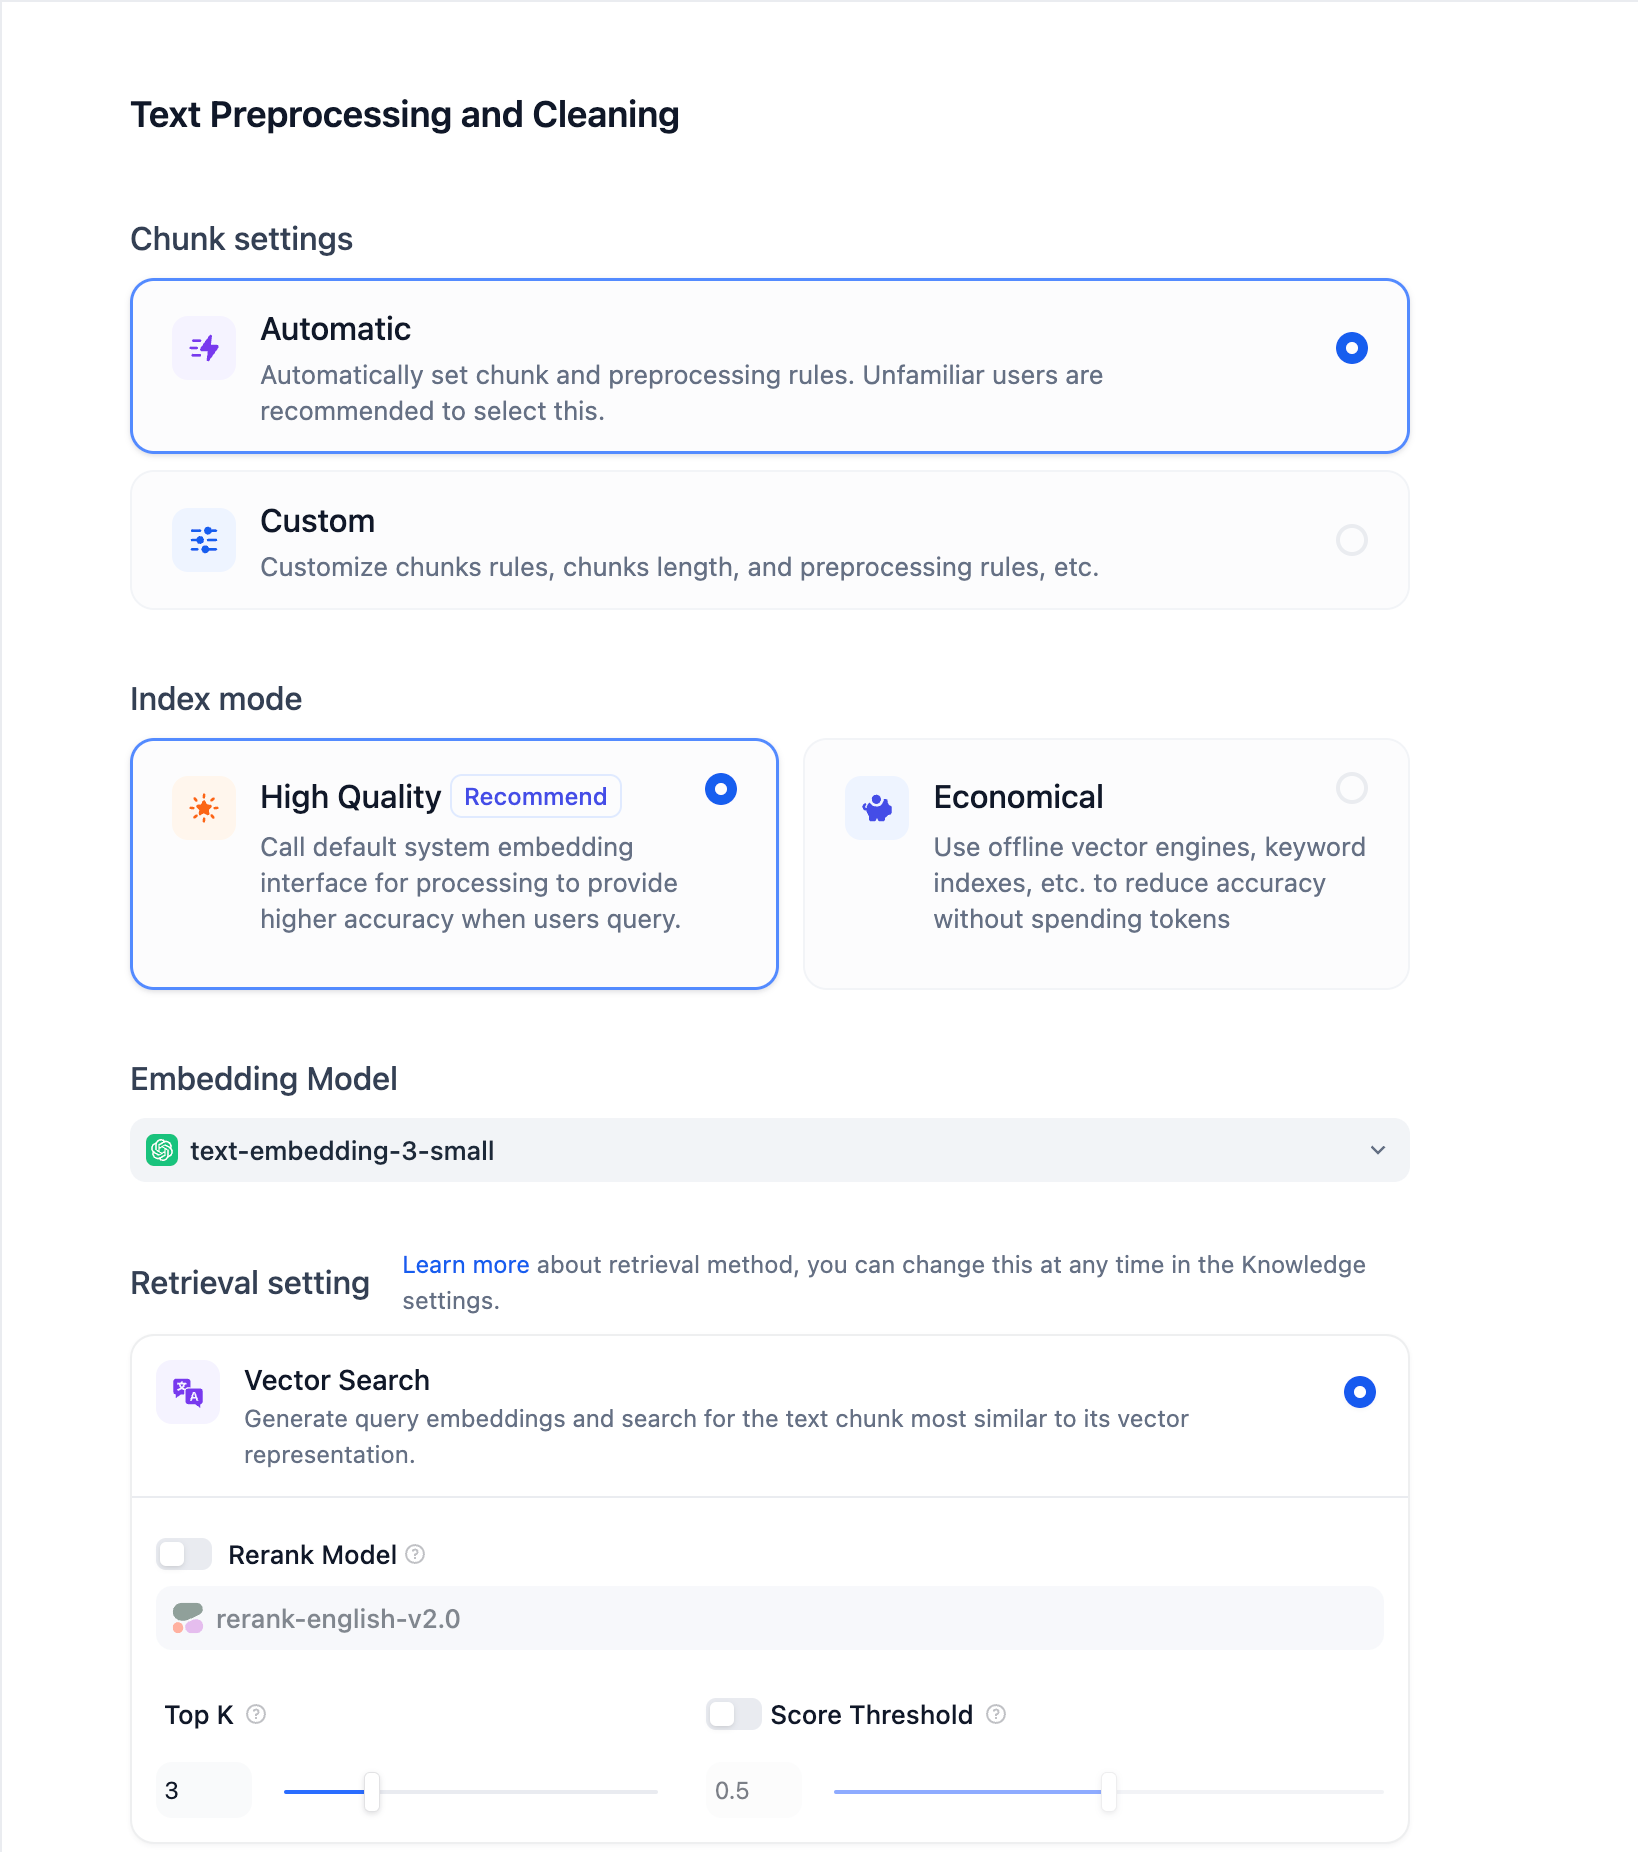 Text Preprocessing and Cleaning
Chunk settings
Automatic
Automatically set chunk and preprocessing rules. Unfamiliar users are
recommended to select this.
Custom
Customize chunks rules, chunks length, and preprocessing rules, etc.
Index mode
High Quality Recommend
Call default system embedding
interface for processing to provide
higher accuracy when users query.
Economical
Use offline vector engines, keyword
indexes, etc. to reduce accuracy
without spending tokens
Embedding Model
text-embedding-3-small
Retrieval setting
Learn more about retrieval method, you can change this at any time in the Knowledge
settings.
Vector Search
Generate query embeddings and search for the text chunk most similar to its vector
representation.
Rerank Model
rerank-english-v2.0
Top K
Score Threshold
3
0.5